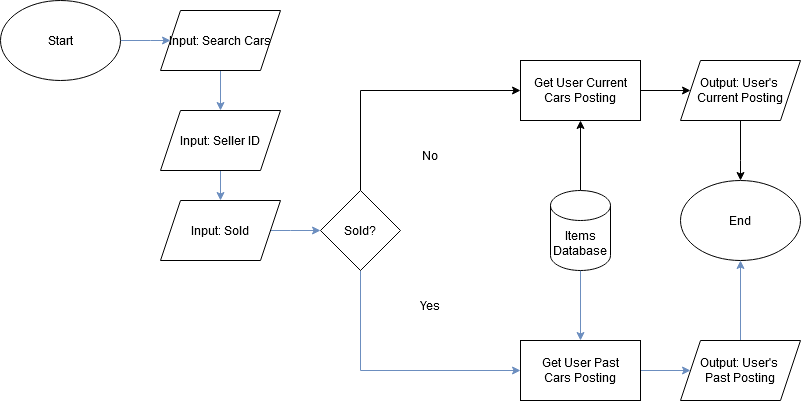 Start
Input: Search Cars
Input: Seller ID
Input: Sold
Sold?
No
Yes
Get User Current
Cars Posting
Output: User's
Current Posting
Items
Database
End
Get User Past
Cars Posting
Output: User's
Past Posting